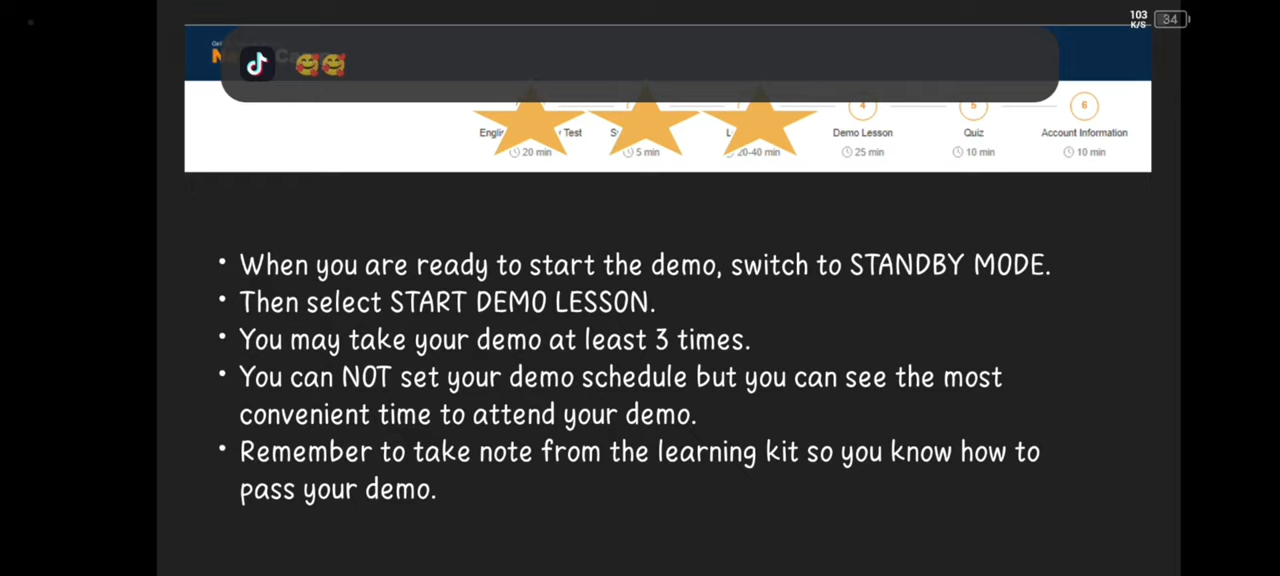 103
K/S
34
🥰🥰
4
5
6
Test
Demo Lesson
Quiz
Account Information
20 min
5 min
20-40 min
25 min
10 min
10 min
• When you are ready to start the demo, switch to STANDBY MODE.
• Then select START DEMO LESSON.
• You may take your demo at least 3 times.
• You can NOT set your demo schedule but you can see the most
convenient time to attend your demo.
• Remember to take note from the learning kit so you know how to
pass your demo.